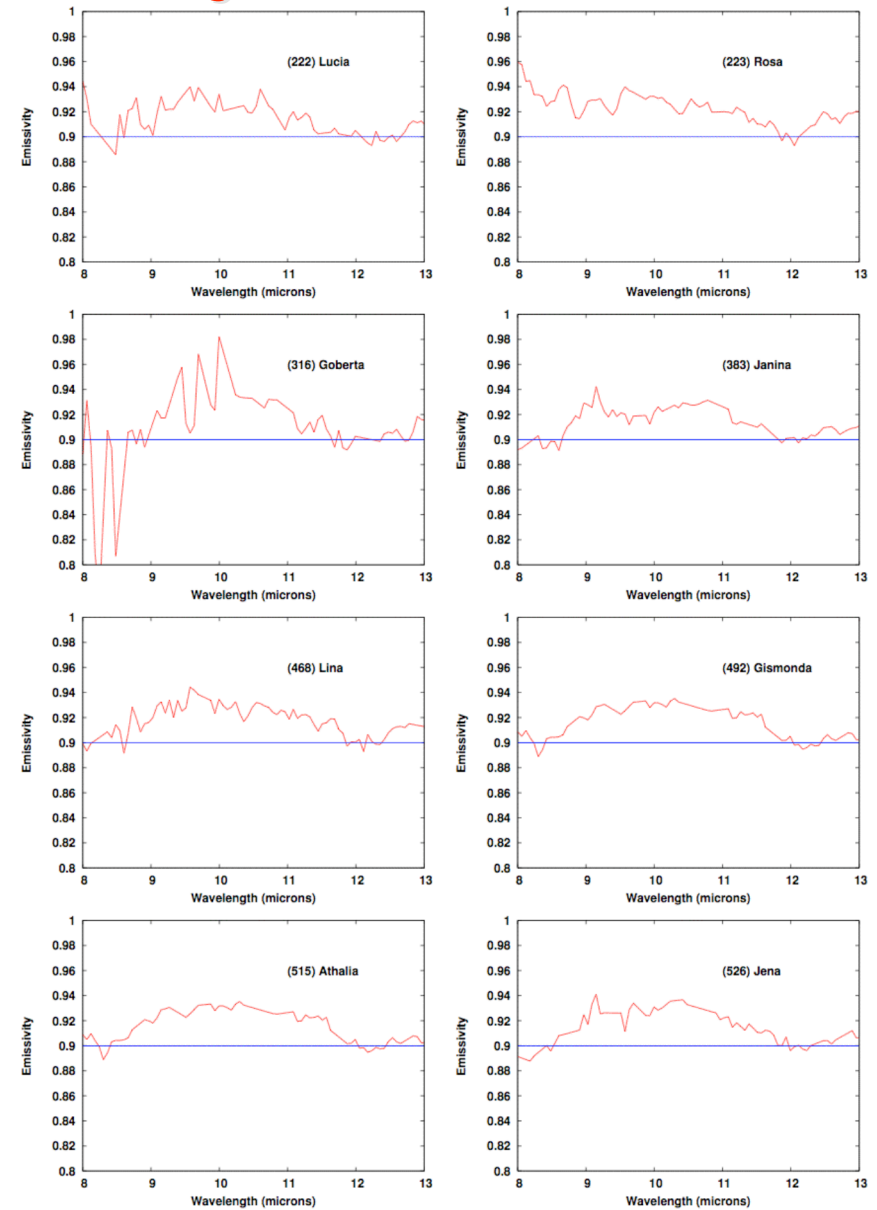 1
0.98
0.96
0.94
0.92
0.9
0.88
0.86
0.84
0.82
0.8
Emissivity
(222) Lucia
8 9 10 11 12 13
Wavelength (microns)
1
0.98
0.96
0.94
0.92
0.9
0.88
0.86
0.84
0.82
0.8
Emissivity
(223) Rosa
8 9 10 11 12 13
Wavelength (microns)
1
0.98
0.96
0.94
0.92
0.9
0.88
0.86
0.84
0.82
0.8
Emissivity
(316) Goberta
8 9 10 11 12 13
Wavelength (microns)
1
0.98
0.96
0.94
0.92
0.9
0.88
0.86
0.84
0.82
0.8
Emissivity
(383) Janina
8 9 10 11 12 13
Wavelength (microns)
1
0.98
0.96
0.94
0.92
0.9
0.88
0.86
0.84
0.82
0.8
Emissivity
(468) Lina
8 9 10 11 12 13
Wavelength (microns)
1
0.98
0.96
0.94
0.92
0.9
0.88
0.86
0.84
0.82
0.8
Emissivity
(492) Gismonda
8 9 10 11 12 13
Wavelength (microns)
1
0.98
0.96
0.94
0.92
0.9
0.88
0.86
0.84
0.82
0.8
Emissivity
(515) Athalia
8 9 10 11 12 13
Wavelength (microns)
1
0.98
0.96
0.94
0.92
0.9
0.88
0.86
0.84
0.82
0.8
Emissivity
(526) Jena
8 9 10 11 12 13
Wavelength (microns)